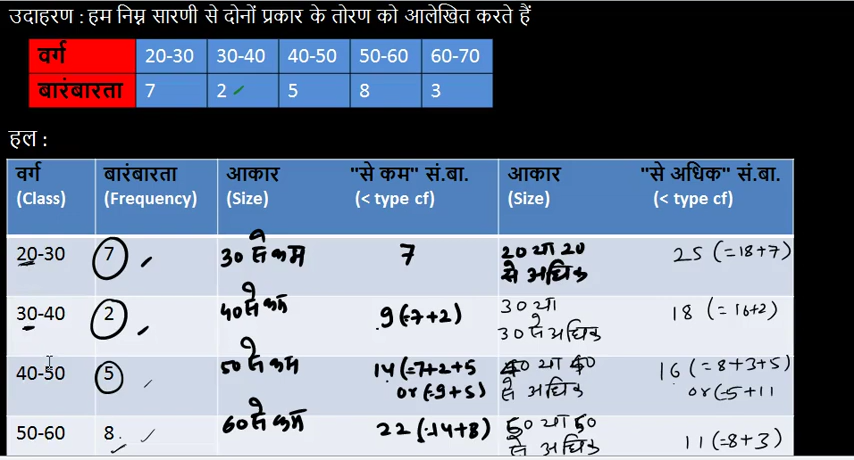 उदाहरण : हम निम्न सारणी से दोनों प्रकार के तोरण को आलेखित करते हैं
वर्ग 20-30 30-40 40-50 50-60 60-70
बारंबारता 7 2 5 8 3
हल :
वर्ग बारंबारता आकार "से कम" सं.बा. आकार "से अधिक" सं.बा.
(Class) (Frequency) (Size) (< type cf) (Size) (< type cf)
20-30 7 30 से कम 7 20 या 20 से अधिक 25 (=18+7)
30-40 2 40 से कम 9 (=7+2) 30 या 30 से अधिक 18 (=16+2)
40-50 5 50 से कम 14 (=7+2+5 or (=9+5) 40 या 40 से अधिक 16 (=8+3+5) or (=5+11
50-60 8 60 से कम 22 (=14+8) 50 या 50 से अधिक 11 (=8+3)